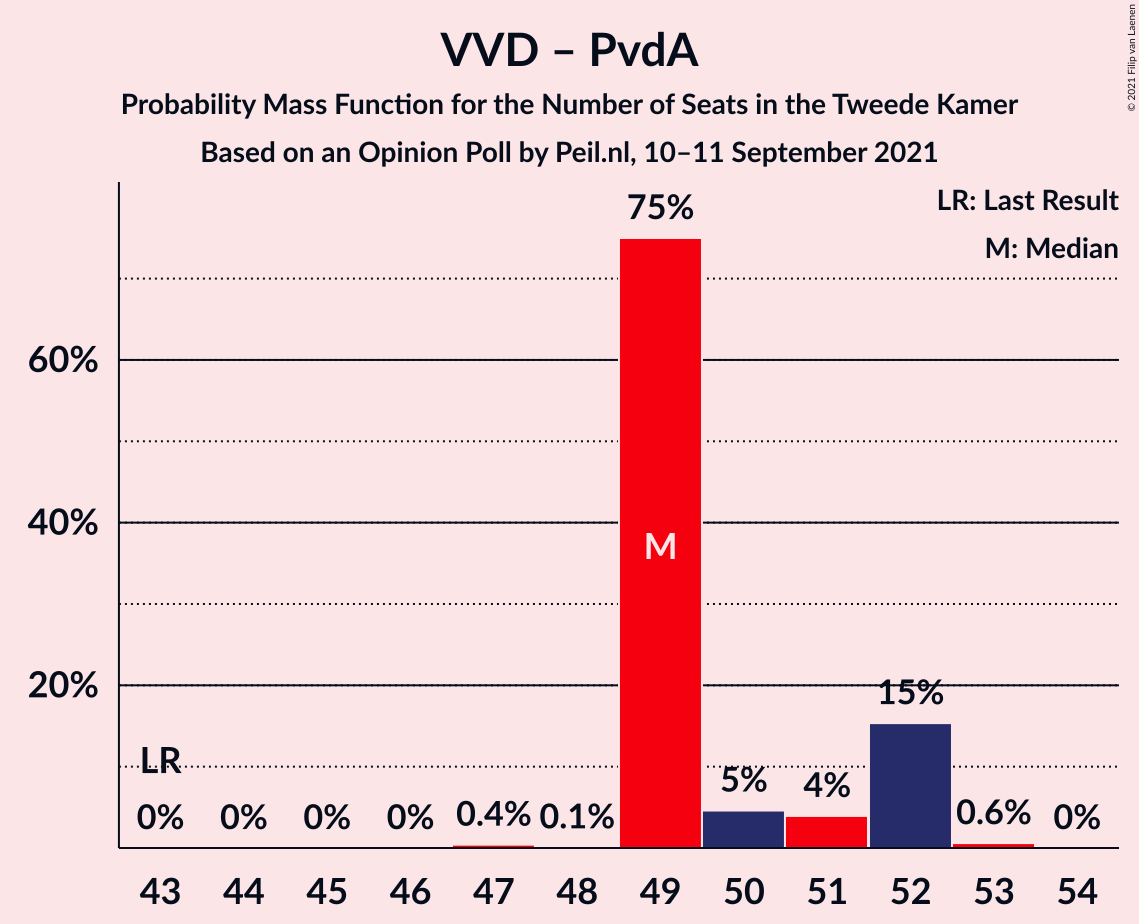 VVD – PvdA
Probability Mass Function for the Number of Seats in the Tweede Kamer
Based on an Opinion Poll by Peil.nl, 10–11 September 2021
© 2021 Filip van Laenen
LR: Last Result
M: Median
75%
60%
40%
M
20%
15%
LR
5%
4%
0%
0%
0%
0%
0.4%
0.1%
0.6%
0%
43 44 45 46 47 48 49 50 51 52 53 54